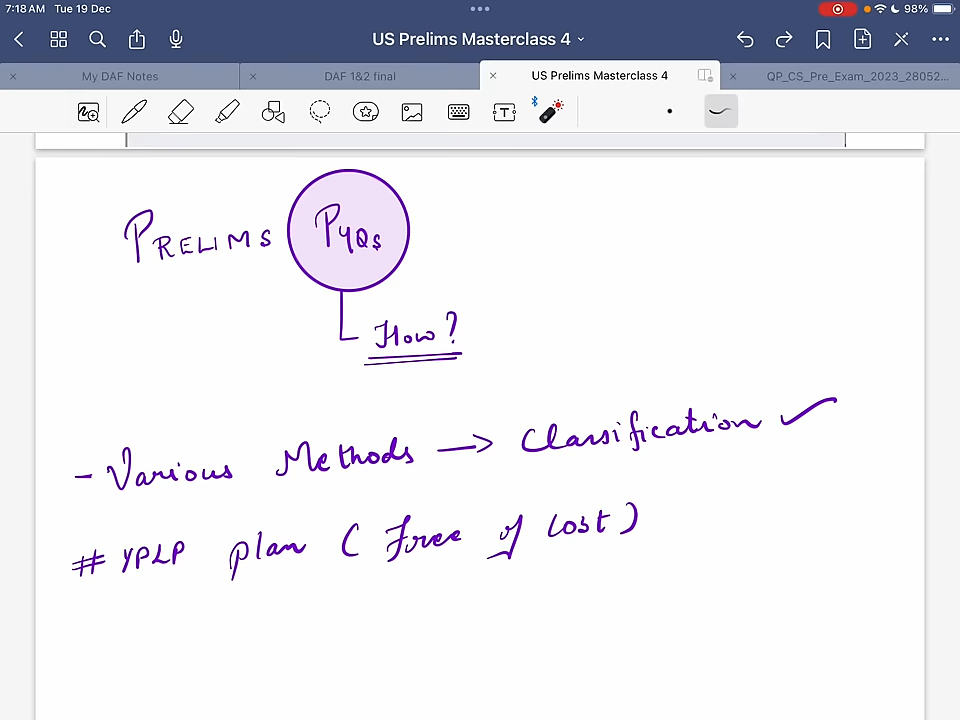 7:18 AM Tue 19 Dec
98%
US Prelims Masterclass 4
My DAF Notes
DAF 1&2 final
US Prelims Masterclass 4
QP_CS_Pre_Exam_2023_28052...
PRELIMS PYQs
How?
- Various Methods → Classification ✓
# YPLP plan (Free of Cost)